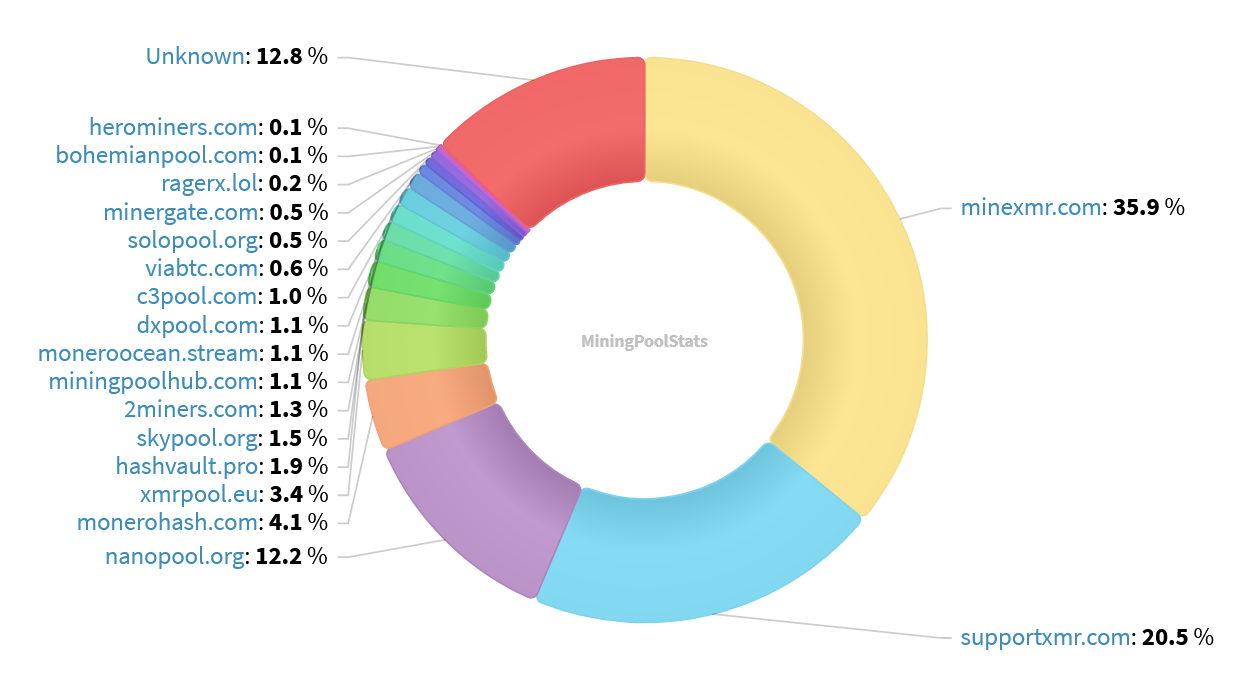 Unknown: 12.8 %
herominers.com: 0.1 %
bohemianpool.com: 0.1 %
ragerx.lol: 0.2 %
minergate.com: 0.5 %
solopool.org: 0.5 %
viabtc.com: 0.6 %
c3pool.com: 1.0 %
dxpool.com: 1.1 %
moneroocean.stream: 1.1 %
miningpoolhub.com: 1.1 %
2miners.com: 1.3 %
skypool.org: 1.5 %
hashvault.pro: 1.9 %
xmrpool.eu: 3.4 %
monerohash.com: 4.1 %
nanopool.org: 12.2 %
MiningPoolStats
minexmr.com: 35.9 %
supportxmr.com: 20.5 %